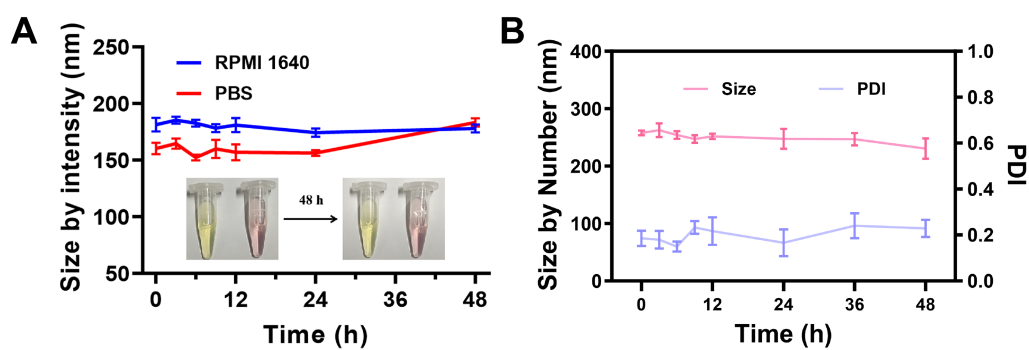 A
Size by intensity (nm)
250
200
150
100
50
RPMI 1640
PBS
48 h
0
12
24
36
48
Time (h)
B
Size by Number (nm)
400
300
200
100
0
Size
PDI
1.0
0.8
0.6
0.4
0.2
0.0
PDI
0
12
24
36
48
Time (h)